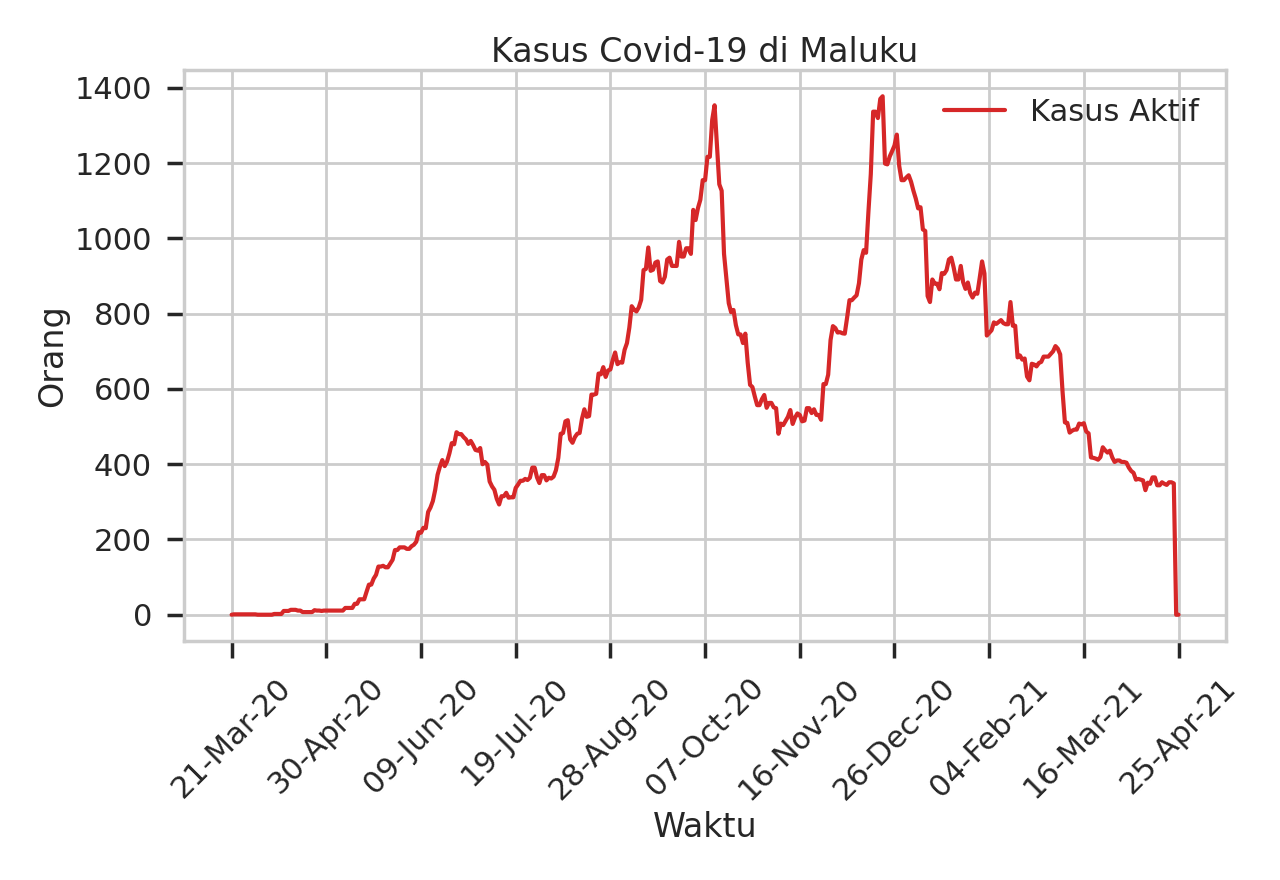 Kasus Covid-19 di Maluku
Kasus Aktif
Orang
1400
1200
1000
800
600
400
200
0
21-Mar-20
30-Apr-20
09-Jun-20
19-Jul-20
28-Aug-20
07-Oct-20
16-Nov-20
26-Dec-20
04-Feb-21
16-Mar-21
25-Apr-21
Waktu